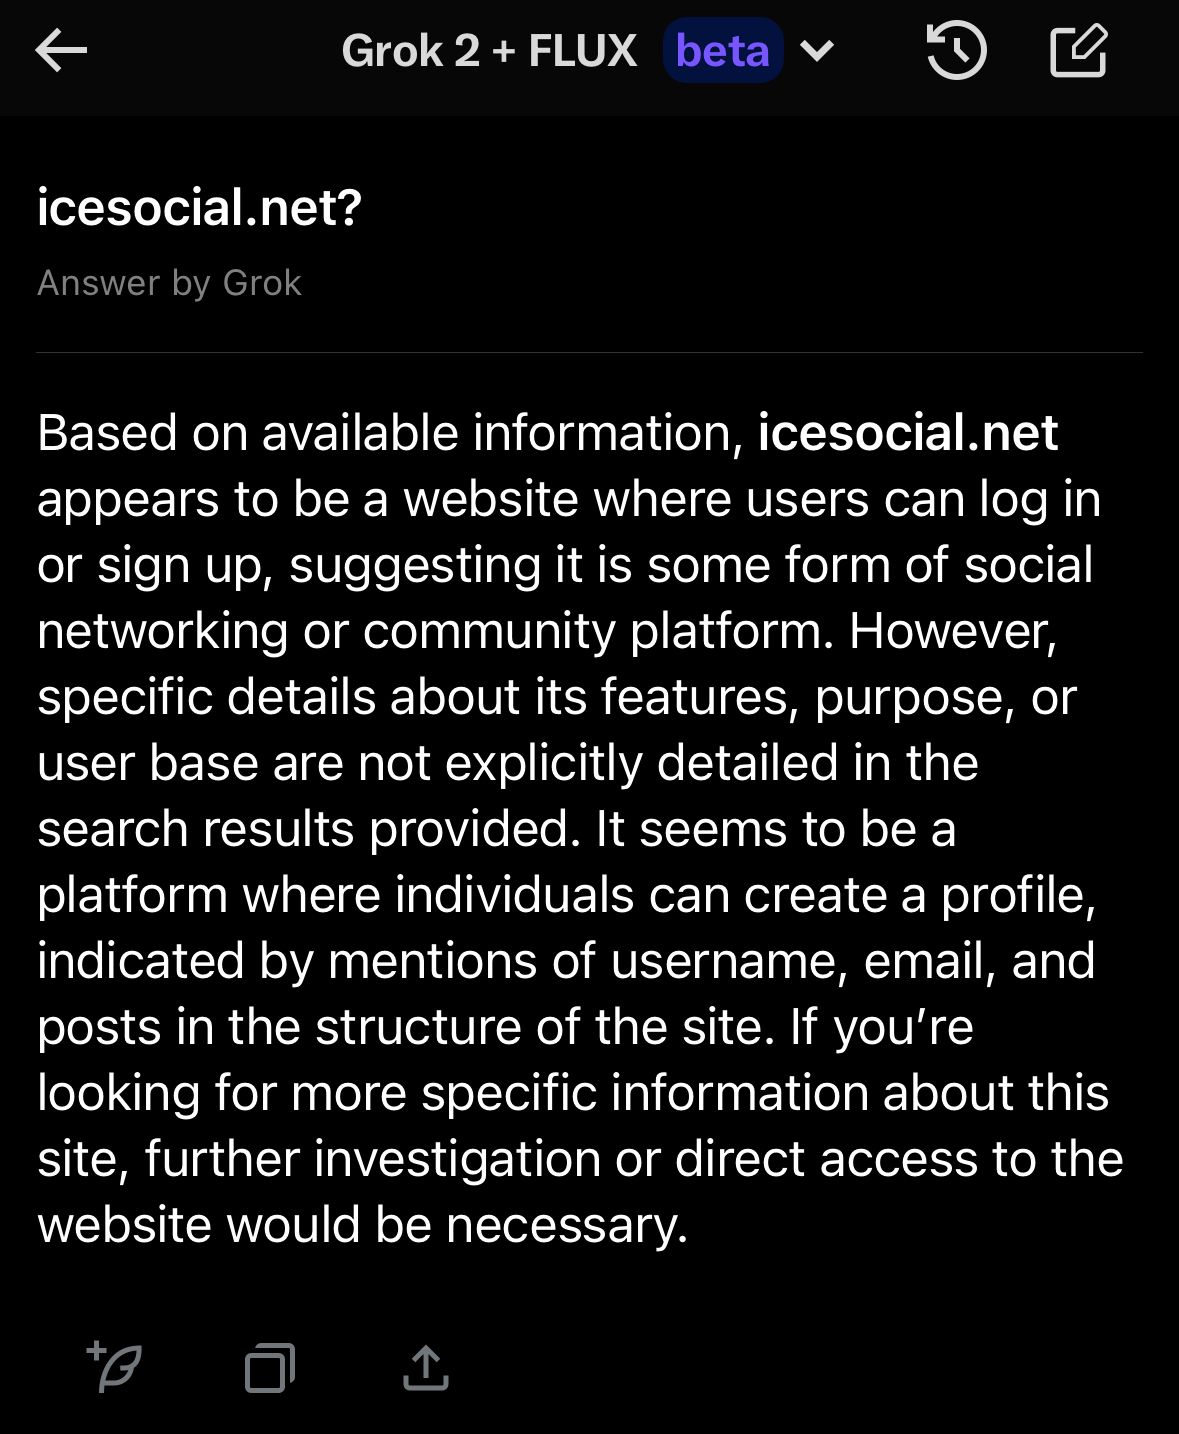 Grok 2 + FLUX beta
icesocial.net?
Answer by Grok
Based on available information, icesocial.net
appears to be a website where users can log in
or sign up, suggesting it is some form of social
networking or community platform. However,
specific details about its features, purpose, or
user base are not explicitly detailed in the
search results provided. It seems to be a
platform where individuals can create a profile,
indicated by mentions of username, email, and
posts in the structure of the site. If you’re
looking for more specific information about this
site, further investigation or direct access to the
website would be necessary.